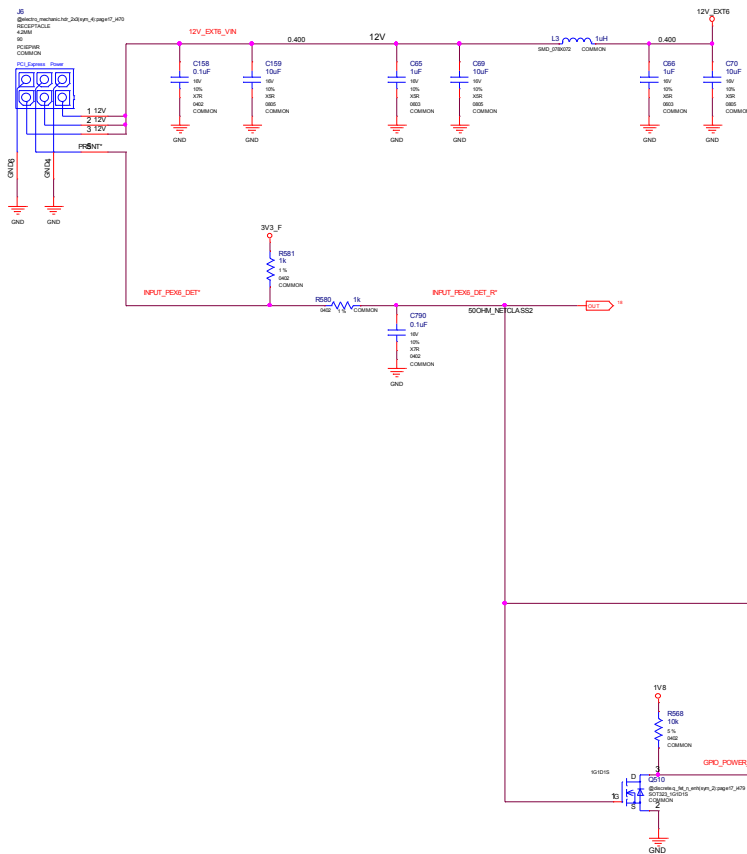 J6
@electro_mechanic.hdr_2x3(sym_4):page17_I470
RECEPTACLE
4.2MM
90
PCIEPWR
COMMON
PCI_Express Power
1 12V
2 12V
3 12V
5 PRSNT*
GND6
GND4
GND
GND
12V_EXT6_VIN
0.400
12V
L3
1uH
SMD_078X072
COMMON
0.400
12V_EXT6
C158
0.1uF
16V
10%
X7R
0402
COMMON
GND
C159
10uF
16V
10%
X5R
0805
COMMON
GND
C65
1uF
16V
10%
X5R
0603
COMMON
GND
C69
10uF
16V
10%
X5R
0805
COMMON
GND
C66
1uF
16V
10%
X5R
0603
COMMON
GND
C70
10uF
16V
10%
X5R
0805
COMMON
GND
3V3_F
R581
1k
1 %
0402
COMMON
INPUT_PEX6_DET*
R580
1k
0402
1 %
COMMON
INPUT_PEX6_DET_R*
50OHM_NETCLASS2
OUT
C790
0.1uF
16V
10%
X7R
0402
COMMON
GND
1V8
R568
10k
5 %
0402
COMMON
GPIO_POWER_
3
D
1G1D1S
Q510
@discrete.q_fet_n_enh(sym_2):page17_I479
SOT323_1G1D1S
COMMON
1G
S
2
GND